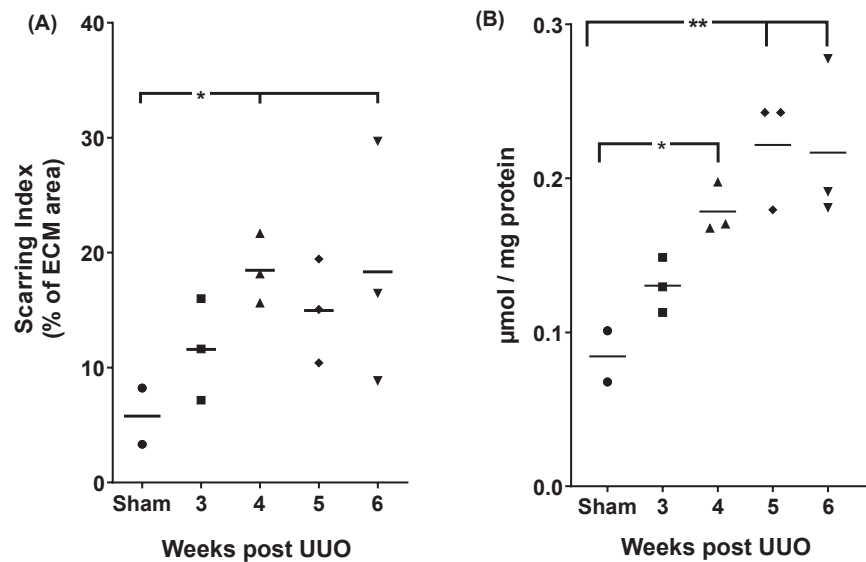 (A)
Scarring Index
(% of ECM area)
40
30
20
10
0
*
Sham 3 4 5 6
Weeks post UUO
(B)
µmol / mg protein
0.3
0.2
0.1
0.0
**
*
Sham 3 4 5 6
Weeks post UUO